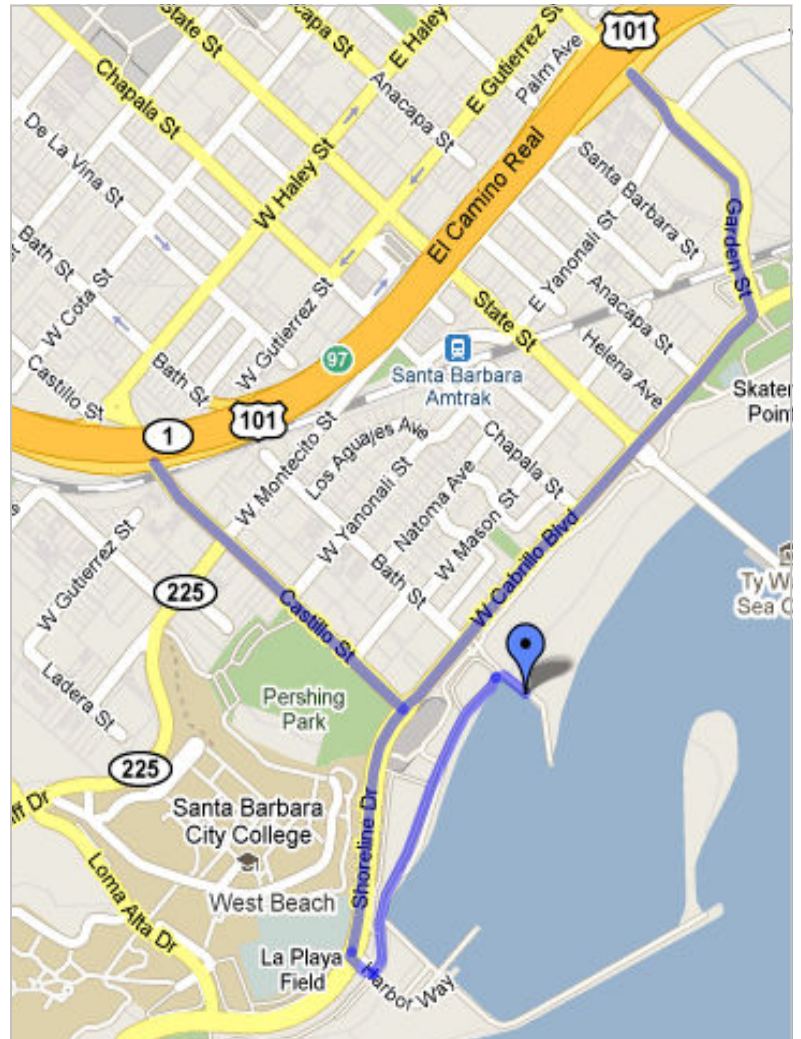 State St
Anacapa St
E Haley
E Gutierrez St
Palm Ave
101
Chapala St
Anacapa St
De La Vina St
W Haley St
El Camino Real
Santa Barbara St
Garden St
Bath St
W Cota St
W Gutierrez St
E Yanonali St
Anacapa St
State St
Helena Ave
Castillo St
Bath St
97
Santa Barbara
Amtrak
Skater
Point
1
101
W Montecito St
Los Aguajes Ave
Chapala St
W Yanonali St
Natoma Ave
W Mason St
W Cabrillo Blvd
W Gutierrez St
225
Bath St
Ty W
Sea C
Castillo St
Ladera St
Pershing
Park
225
ff Dr
Santa Barbara
City College
Shoreline Dr
Loma Alta Dr
West Beach
La Playa
Field
Harbor Way